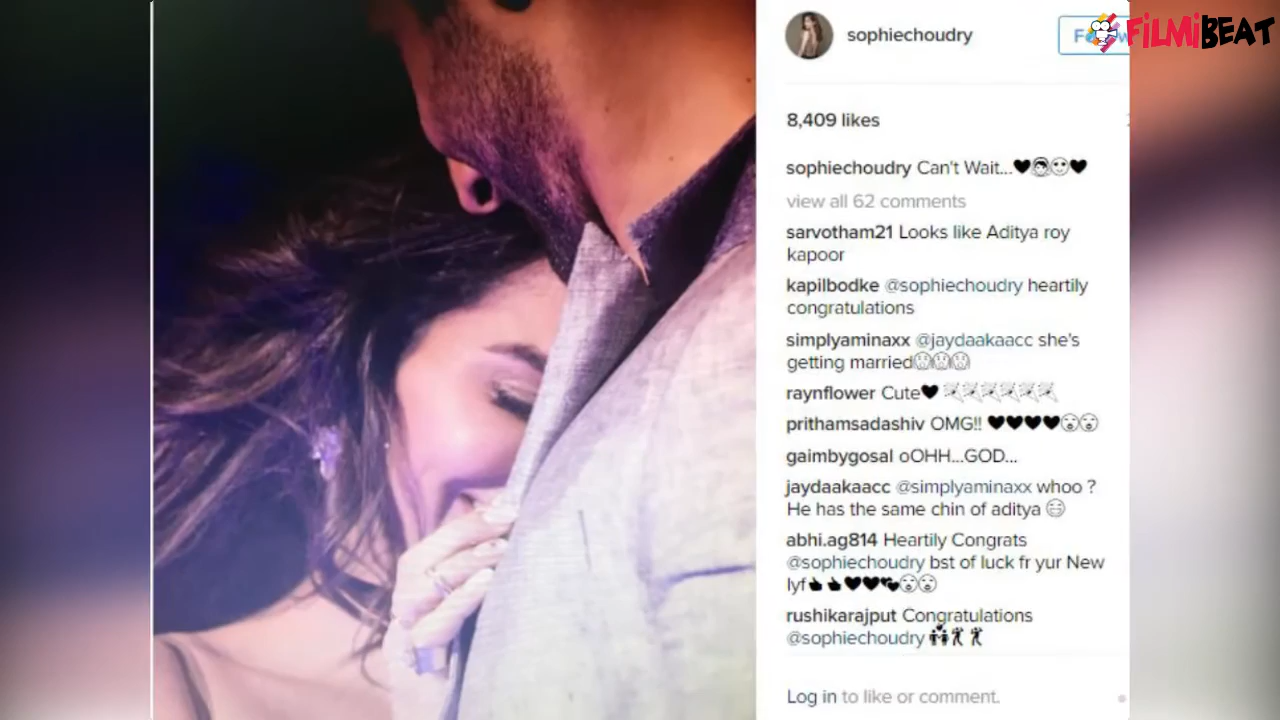 FILMIBEAT
sophiechoudry
8,409 likes
sophiechoudry Can't Wait...🖤👨🙂🖤
view all 62 comments
sarvotham21 Looks like Aditya roy
kapoor
kapilbodke @sophiechoudry heartily
congratulations
simplyaminaxx @jaydaakaacc she's
getting married
raynflower Cute🖤
prithamsadashiv OMG!! 🖤🖤🖤🖤😮😮
gaimbygosal oOHH...GOD...
jaydaakaacc @simplyaminaxx whoo ?
He has the same chin of aditya
abhi.ag814 Heartily Congrats
@sophiechoudry bst of luck fr yur New
lyf👍👍🖤🖤💕😮😮
rushikarajput Congratulations
@sophiechoudry
Log in to like or comment.